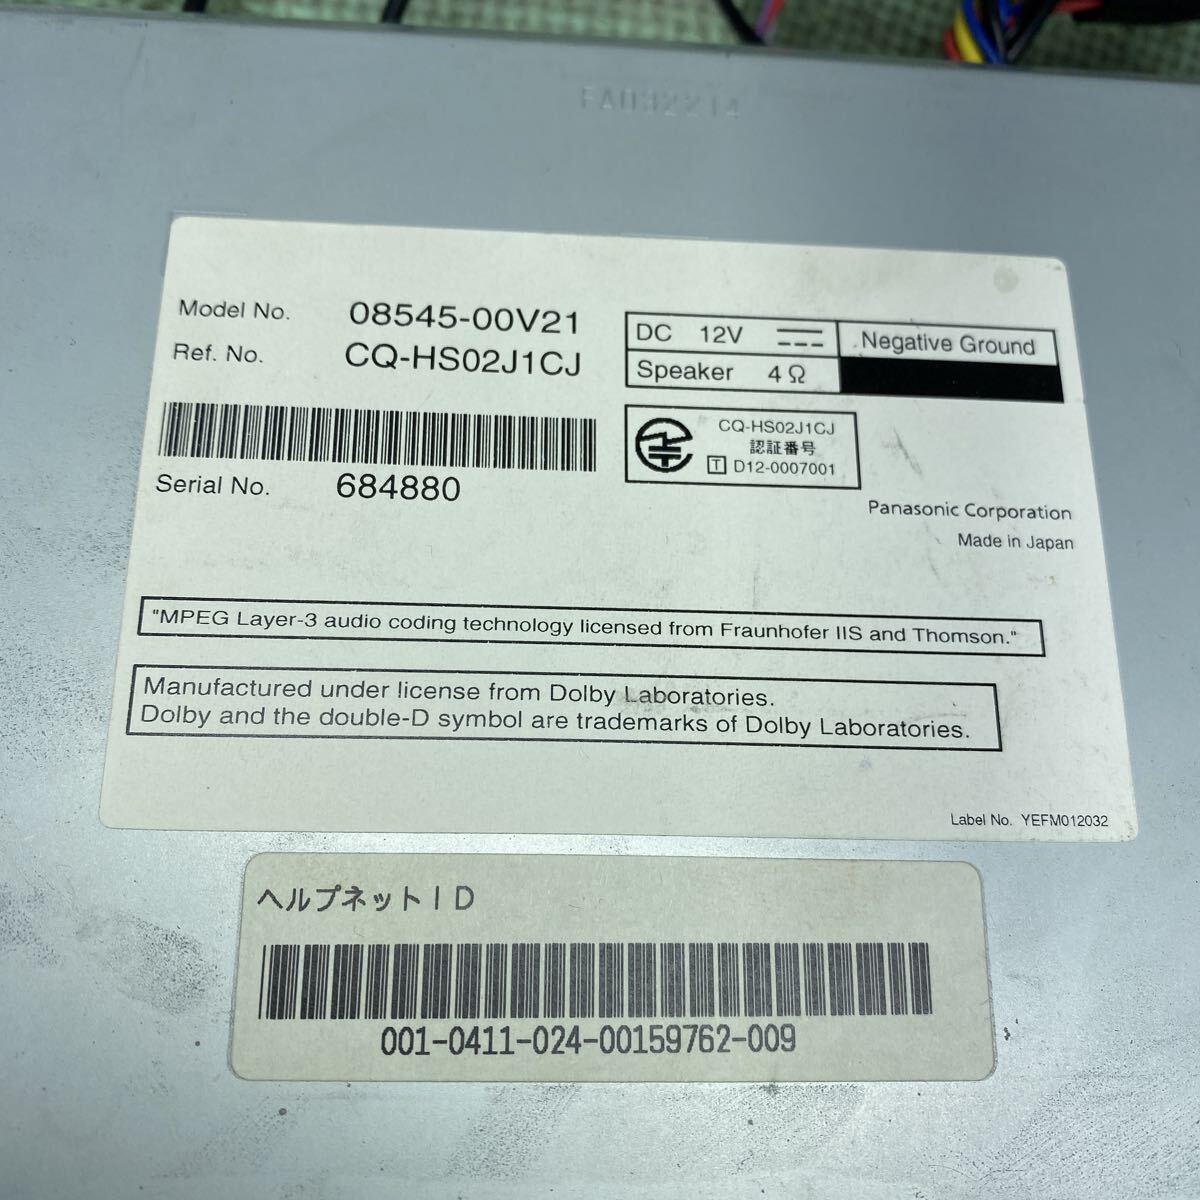 FA032214
Model No. 08545-00V21
Ref. No. CQ-HS02J1CJ
Serial No. 684880
DC 12V Negative Ground
Speaker 4Ω
CQ-HS02J1CJ
認証番号
T D12-0007001
Panasonic Corporation
Made in Japan
"MPEG Layer-3 audio coding technology licensed from Fraunhofer IIS and Thomson."
Manufactured under license from Dolby Laboratories.
Dolby and the double-D symbol are trademarks of Dolby Laboratories.
Label No. YEFM012032
ヘルプネットID
001-0411-024-00159762-009